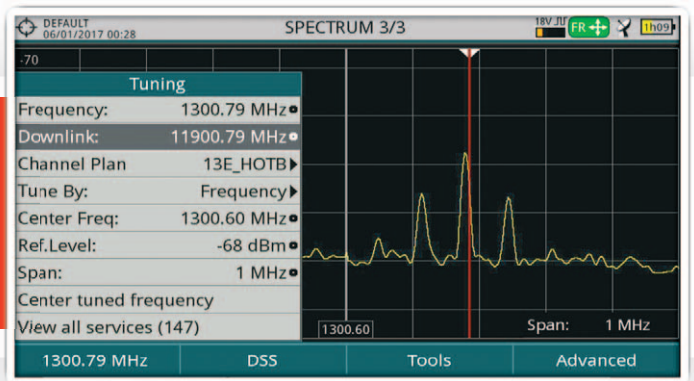 DEFAULT
06/01/2017 00:28
SPECTRUM 3/3
18V
FR
1h09
-70
Tuning
Frequency: 1300.79 MHz
Downlink: 11900.79 MHz
Channel Plan 13E_HOTB
Tune By: Frequency
Center Freq: 1300.60 MHz
Ref.Level: -68 dBm
Span: 1 MHz
Center tuned frequency
View all services (147)
1300.60
Span: 1 MHz
1300.79 MHz DSS Tools Advanced